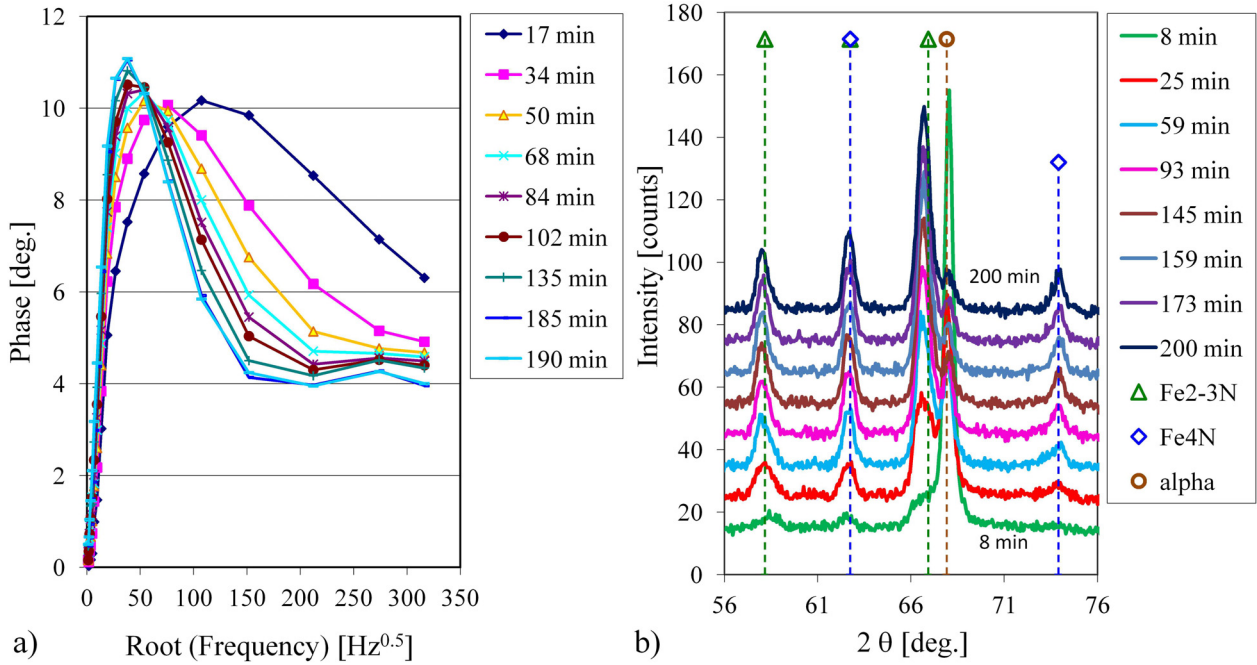 12
10
8
6
4
2
0
Phase [deg.]
0
50
100
150
200
250
300
350
Root (Frequency) [Hz0.5]
a)
17 min
34 min
50 min
68 min
84 min
102 min
135 min
185 min
190 min
180
160
140
120
100
80
60
40
20
0
Intensity [counts]
200 min
8 min
56
61
66
71
76
2 θ [deg.]
b)
8 min
25 min
59 min
93 min
145 min
159 min
173 min
200 min
Fe2-3N
Fe4N
alpha